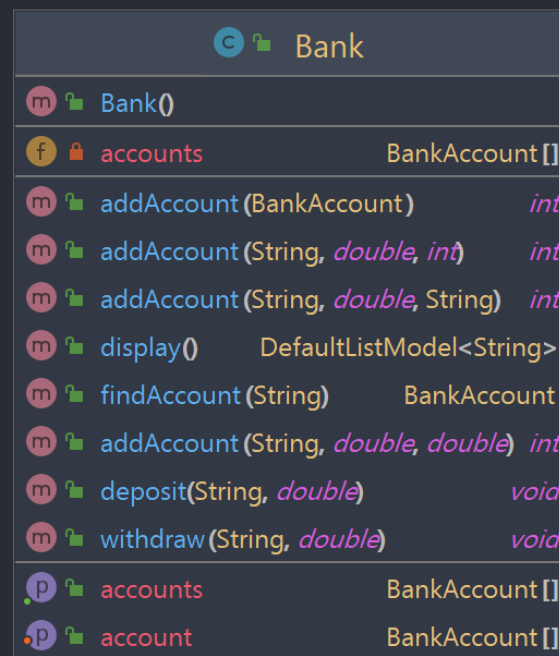 C Bank
m Bank()
f accounts BankAccount[]
m addAccount(BankAccount) int
m addAccount(String, double, int) int
m addAccount(String, double, String) int
m display() DefaultListModel<String>
m findAccount(String) BankAccount
m addAccount(String, double, double) int
m deposit(String, double) void
m withdraw(String, double) void
p accounts BankAccount[]
p account BankAccount[]